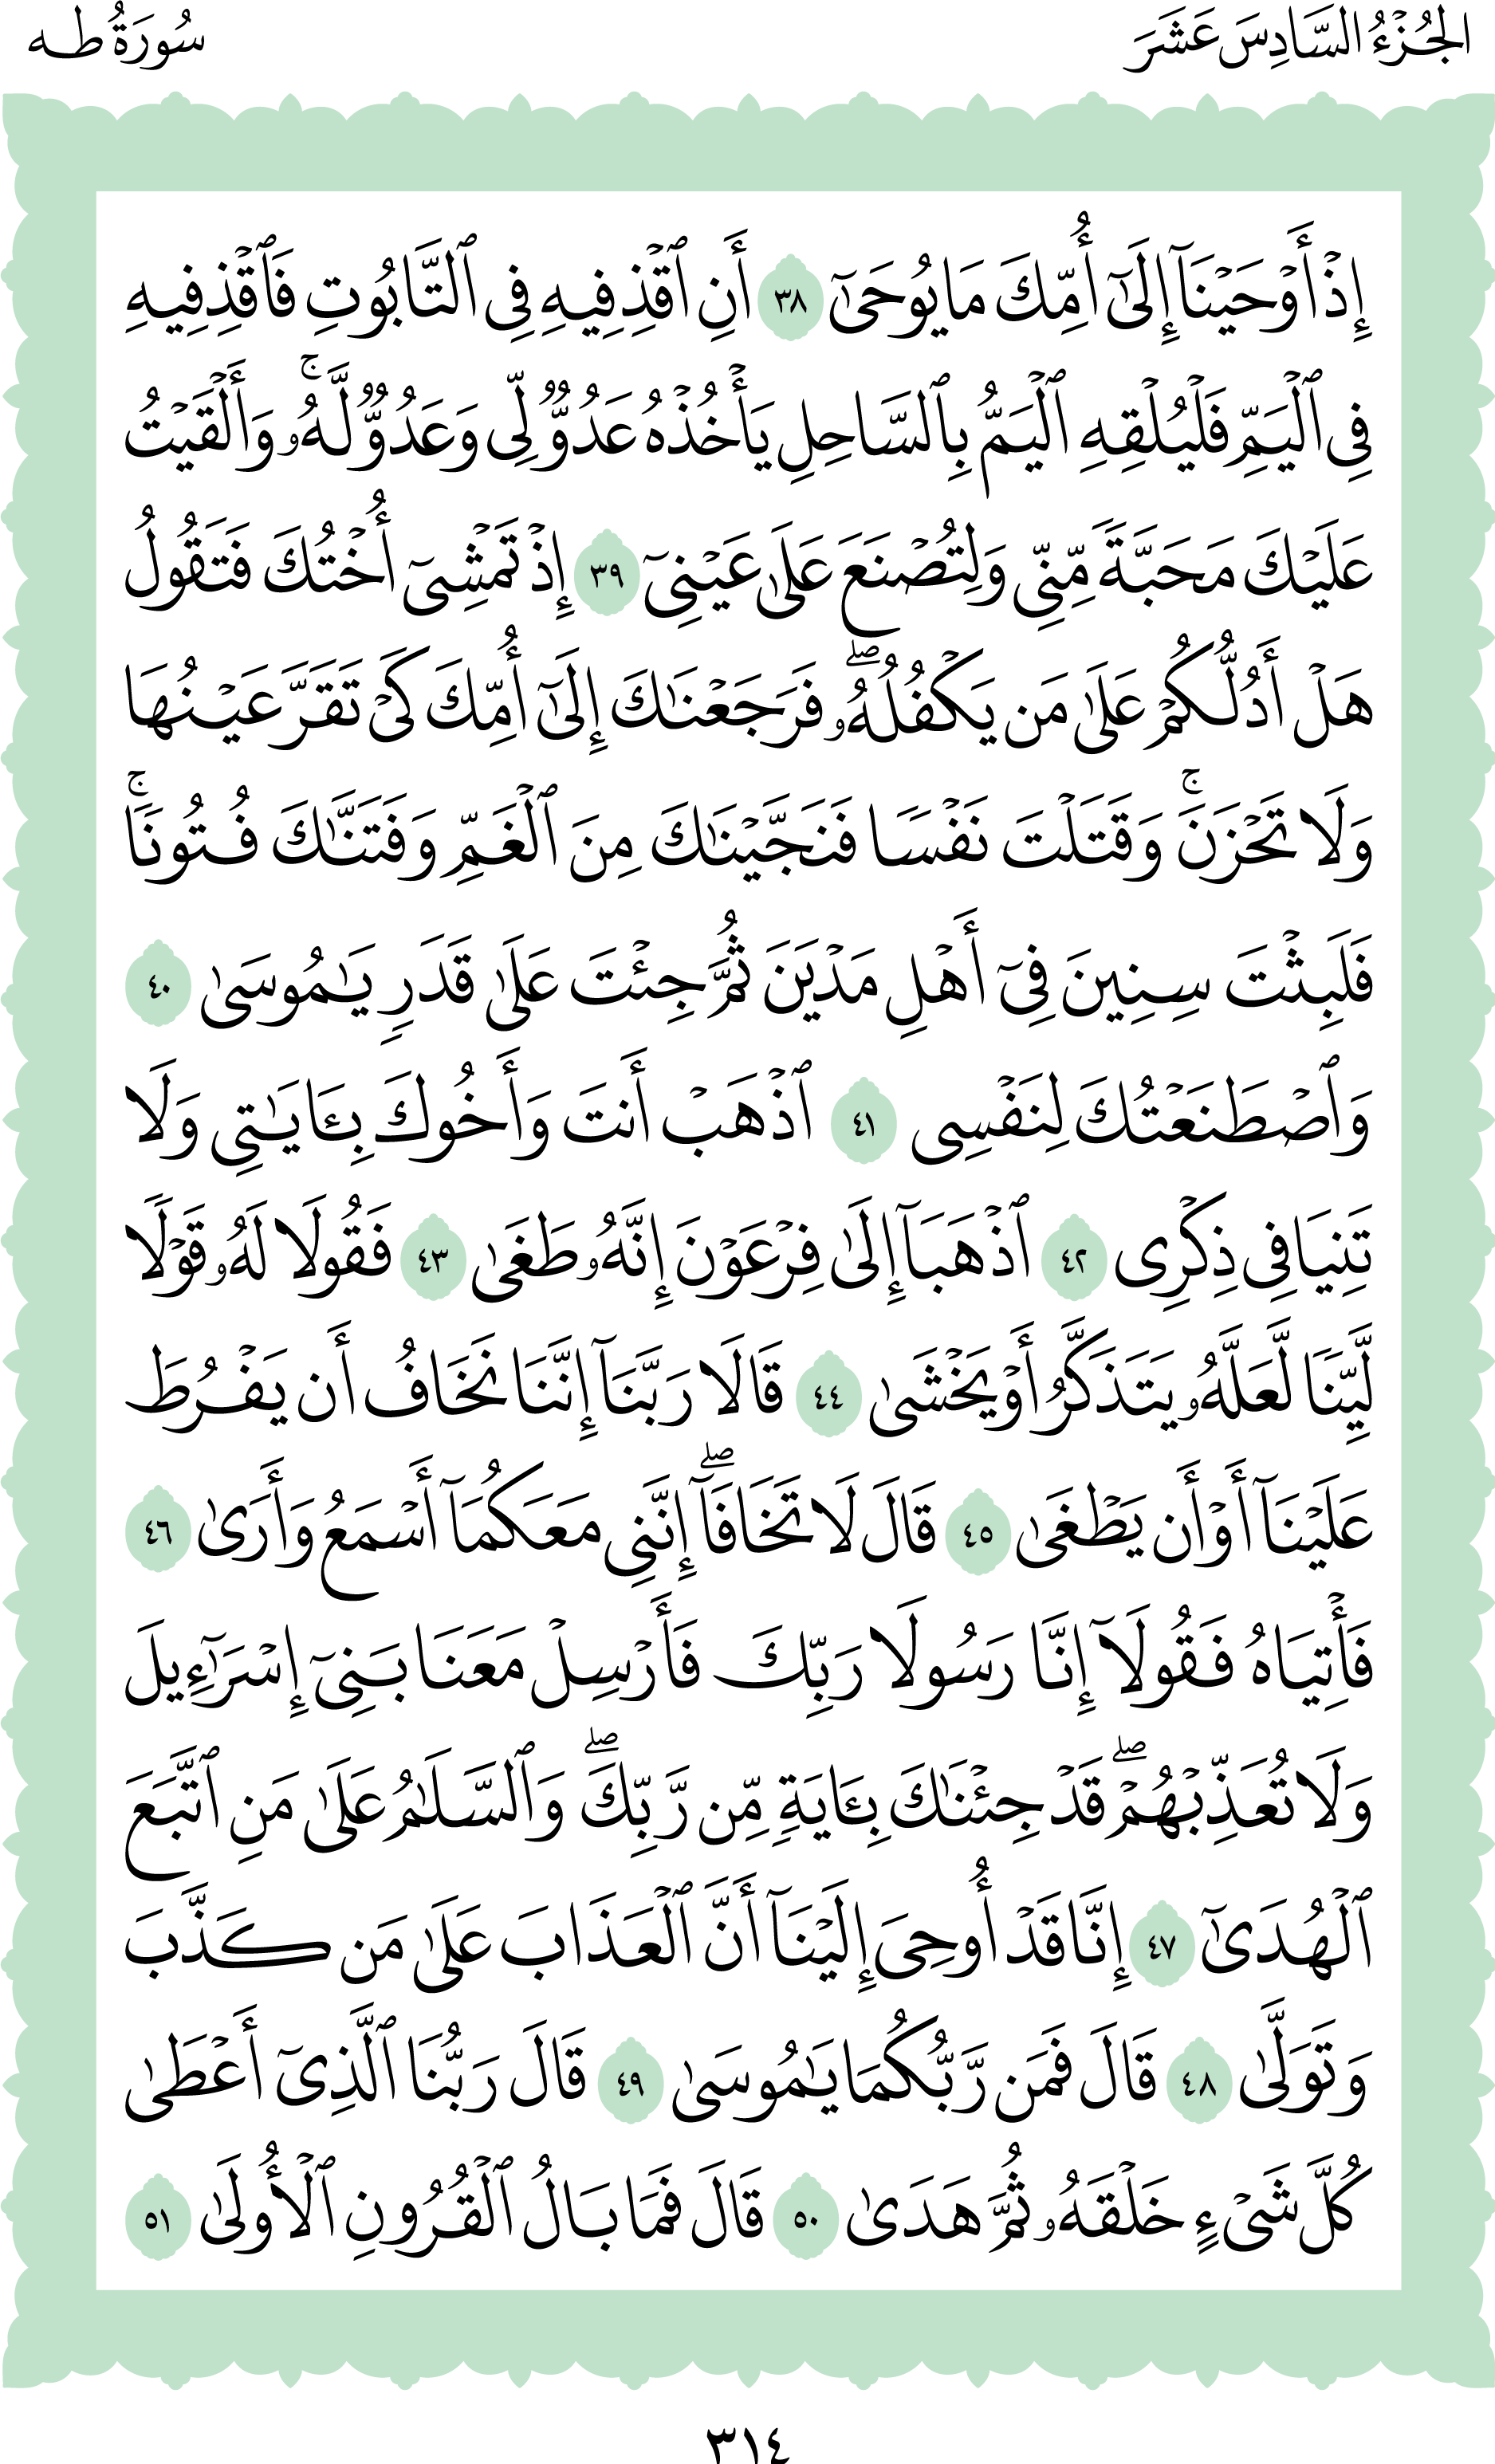 الجُزْءُ السَّادِسَ عَشَرَ
سُورَةُ طه
إِذْ أَوْحَيْنَآ إِلَىٰٓ أُمِّكَ مَا يُوحَىٰٓ ٣٨ أَنِ ٱقْذِفِيهِ فِى ٱلتَّابُوتِ فَٱقْذِفِيهِ
فِى ٱلْيَمِّ فَلْيُلْقِهِ ٱلْيَمُّ بِٱلسَّاحِلِ يَأْخُذْهُ عَدُوٌّ لِّى وَعَدُوٌّ لَّهُۥ ۚ وَأَلْقَيْتُ
عَلَيْكَ مَحَبَّةً مِّنِّى وَلِتُصْنَعَ عَلَىٰ عَيْنِىٓ ٣٩ إِذْ تَمْشِىٓ أُخْتُكَ فَتَقُولُ
هَلْ أَدُلُّكُمْ عَلَىٰ مَن يَكْفُلُهُۥ ۖ فَرَجَعْنَـٰكَ إِلَىٰٓ أُمِّكَ كَىْ تَقَرَّ عَيْنُهَا
وَلَا تَحْزَنَ ۚ وَقَتَلْتَ نَفْسًا فَنَجَّيْنَـٰكَ مِنَ ٱلْغَمِّ وَفَتَنَّـٰكَ فُتُونًا ۚ
فَلَبِثْتَ سِنِينَ فِىٓ أَهْلِ مَدْيَنَ ثُمَّ جِئْتَ عَلَىٰ قَدَرٍ يَـٰمُوسَىٰ ٤٠
وَٱصْطَنَعْتُكَ لِنَفْسِى ٤١ ٱذْهَبْ أَنتَ وَأَخُوكَ بِـَٔايَـٰتِى وَلَا
تَنِيَا فِى ذِكْرِى ٤٢ ٱذْهَبَآ إِلَىٰ فِرْعَوْنَ إِنَّهُۥ طَغَىٰ ٤٣ فَقُولَا لَهُۥ قَوْلًا
لَّيِّنًا لَّعَلَّهُۥ يَتَذَكَّرُ أَوْ يَخْشَىٰ ٤٤ قَالَا رَبَّنَآ إِنَّنَا نَخَافُ أَن يَفْرُطَ
عَلَيْنَآ أَوْ أَن يَطْغَىٰ ٤٥ قَالَ لَا تَخَافَآ ۖ إِنَّنِى مَعَكُمَآ أَسْمَعُ وَأَرَىٰ ٤٦
فَأْتِيَاهُ فَقُولَآ إِنَّا رَسُولَا رَبِّكَ فَأَرْسِلْ مَعَنَا بَنِىٓ إِسْرَٰٓءِيلَ
وَلَا تُعَذِّبْهُمْ ۖ قَدْ جِئْنَـٰكَ بِـَٔايَةٍ مِّن رَّبِّكَ ۖ وَٱلسَّلَـٰمُ عَلَىٰ مَنِ ٱتَّبَعَ
ٱلْهُدَىٰٓ ٤٧ إِنَّا قَدْ أُوحِىَ إِلَيْنَآ أَنَّ ٱلْعَذَابَ عَلَىٰ مَن كَذَّبَ
وَتَوَلَّىٰ ٤٨ قَالَ فَمَن رَّبُّكُمَا يَـٰمُوسَىٰ ٤٩ قَالَ رَبُّنَا ٱلَّذِىٓ أَعْطَىٰ
كُلَّ شَىْءٍ خَلْقَهُۥ ثُمَّ هَدَىٰ ٥٠ قَالَ فَمَا بَالُ ٱلْقُرُونِ ٱلْأُولَىٰ ٥١
٣١٤